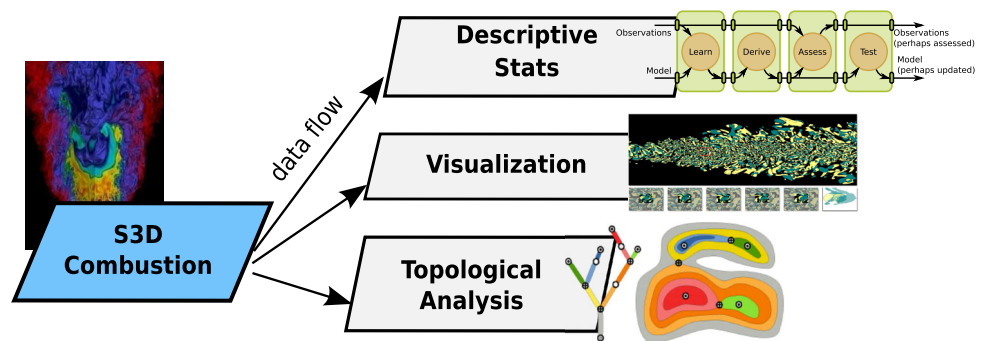 Descriptive
Stats
Observations
Model
Learn
Derive
Assess
Test
Observations
(perhaps assessed)
Model
(perhaps updated)
data flow
Visualization
S3D
Combustion
Topological
Analysis